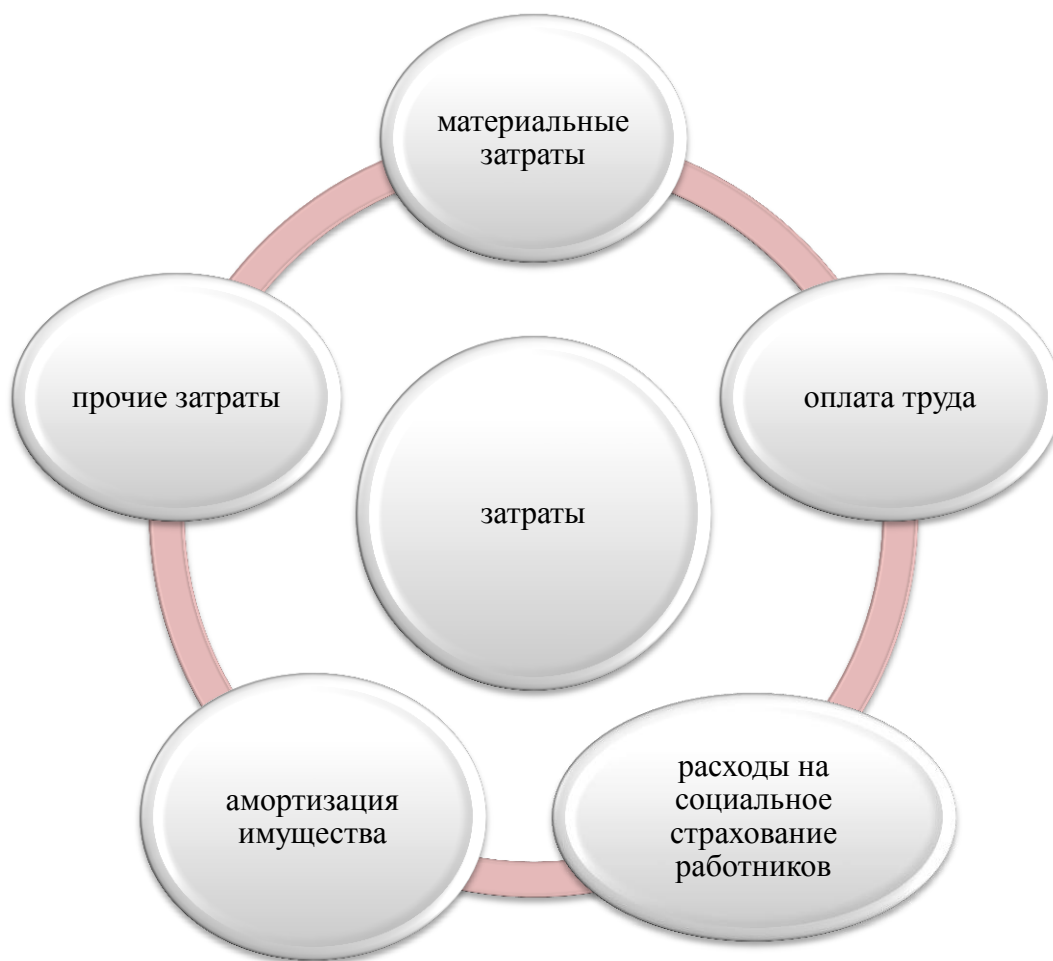 материальные
затраты
прочие затраты
оплата труда
затраты
амортизация
имущества
расходы на
социальное
страхование
работников